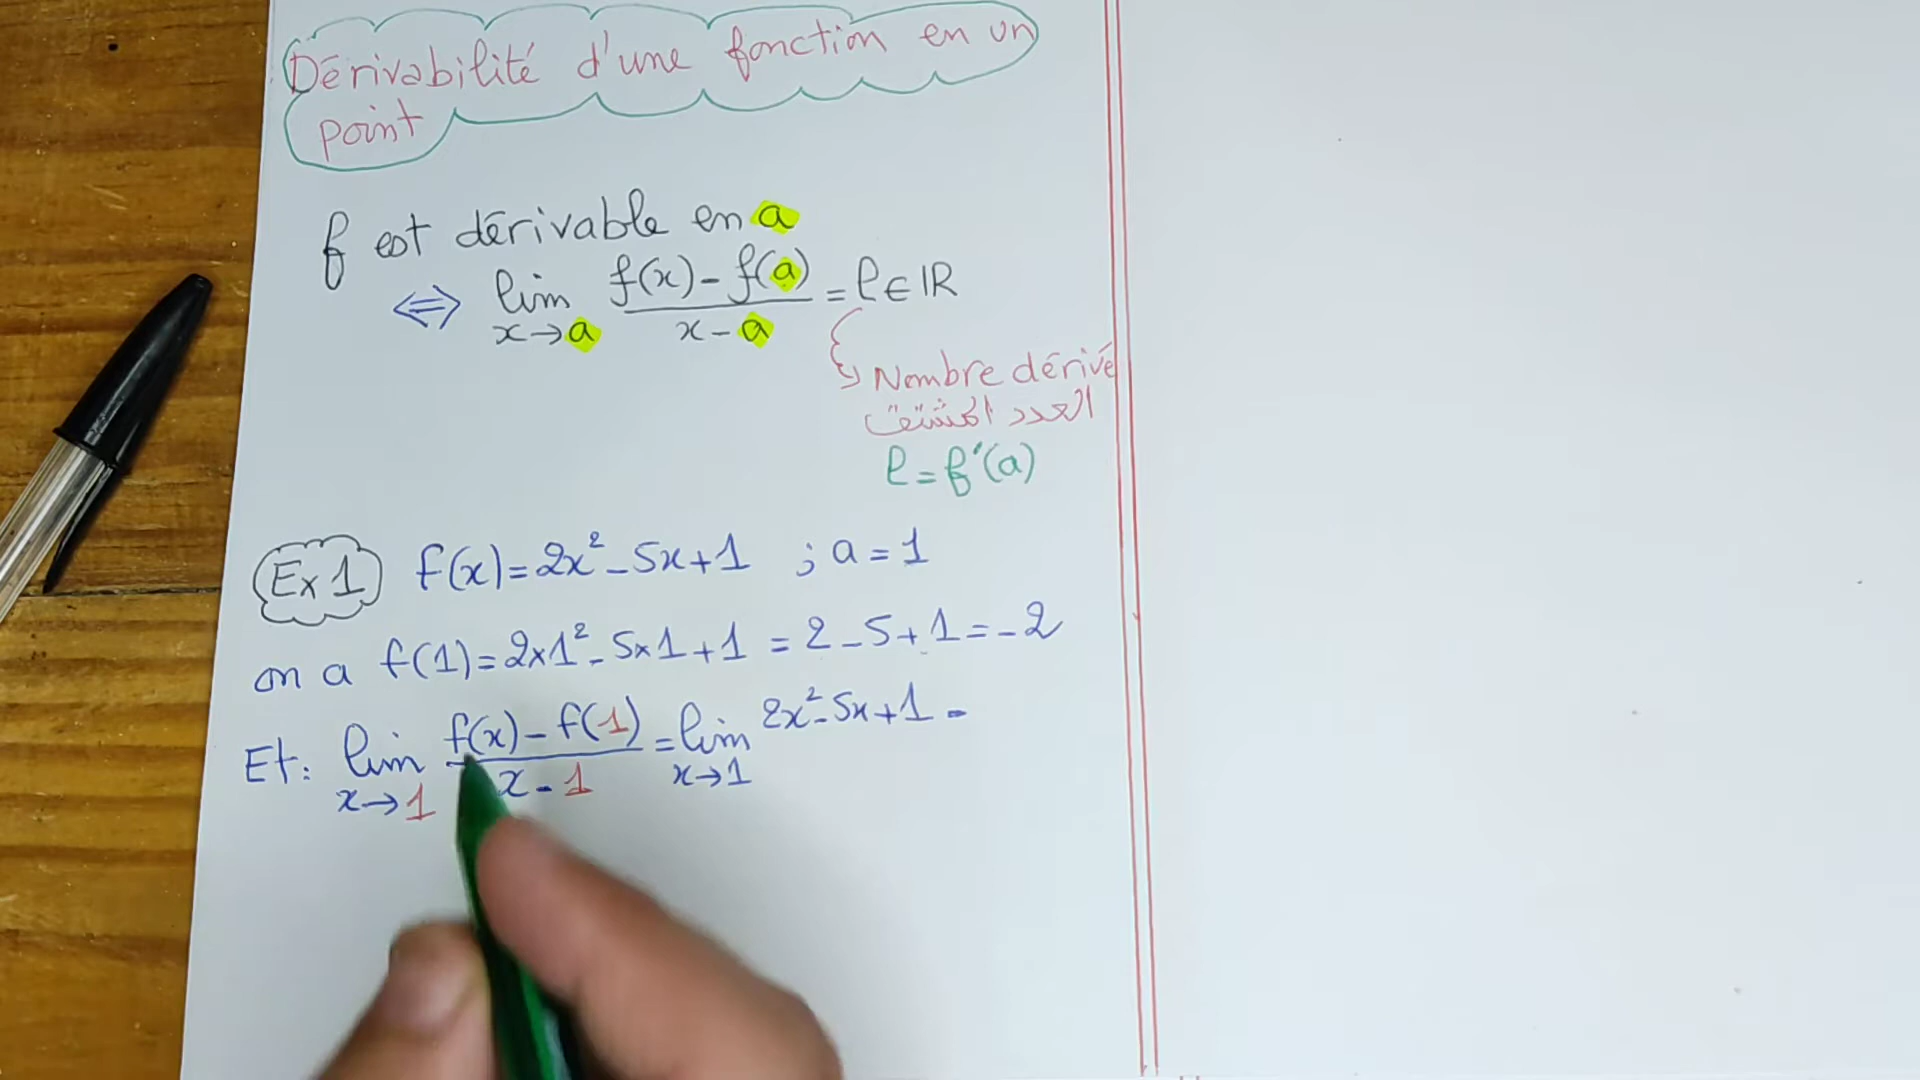 Dérivabilité d'une fonction en un
point
f est dérivable en a
⟺ lim x→a (f(x) - f(a))/(x - a) = l ∈ IR
Nombre dérivé
العدد المشتق
l = f'(a)
Ex 1 f(x) = 2x² - 5x + 1 ; a = 1
on a f(1) = 2×1² - 5×1 + 1 = 2 - 5 + 1 = -2
Et: lim x→1 (f(x) - f(1))/(x - 1) = lim x→1 2x² - 5x + 1 -